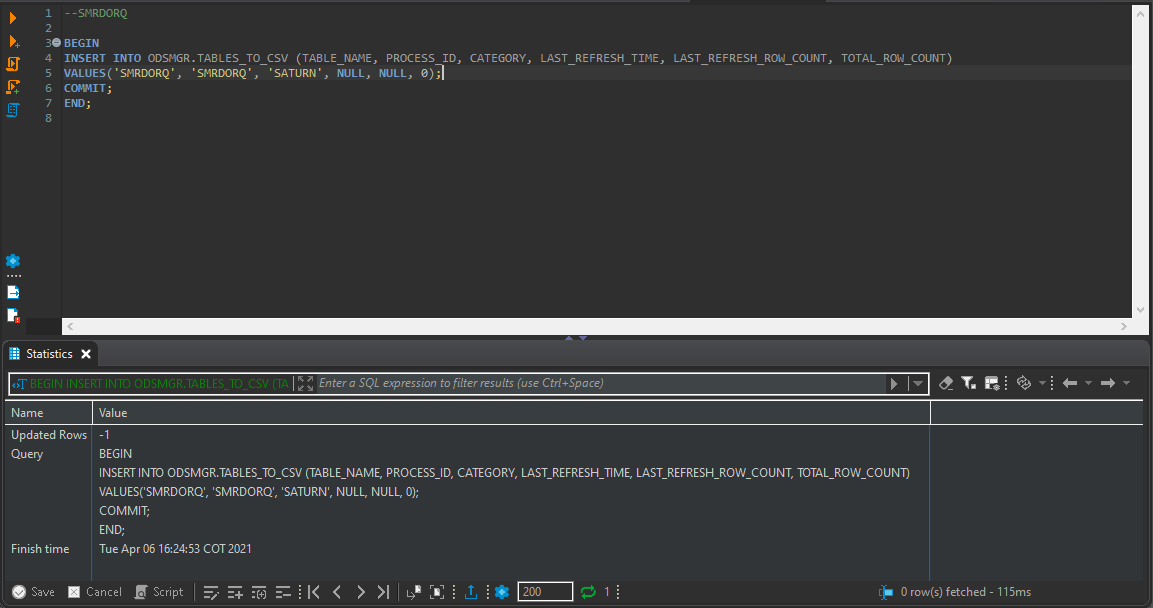 1 --SMRDORQ
2
3 BEGIN
4 INSERT INTO ODSMGR.TABLES_TO_CSV (TABLE_NAME, PROCESS_ID, CATEGORY, LAST_REFRESH_TIME, LAST_REFRESH_ROW_COUNT, TOTAL_ROW_COUNT)
5 VALUES('SMRDORQ', 'SMRDORQ', 'SATURN', NULL, NULL, 0);
6 COMMIT;
7 END;
8
Statistics
BEGIN INSERT INTO ODSMGR.TABLES_TO_CSV (TA Enter a SQL expression to filter results (use Ctrl+Space)
Name Value
Updated Rows -1
Query BEGIN
INSERT INTO ODSMGR.TABLES_TO_CSV (TABLE_NAME, PROCESS_ID, CATEGORY, LAST_REFRESH_TIME, LAST_REFRESH_ROW_COUNT, TOTAL_ROW_COUNT)
VALUES('SMRDORQ', 'SMRDORQ', 'SATURN', NULL, NULL, 0);
COMMIT;
END;
Finish time Tue Apr 06 16:24:53 COT 2021
Save Cancel Script 200 1 0 row(s) fetched - 115ms